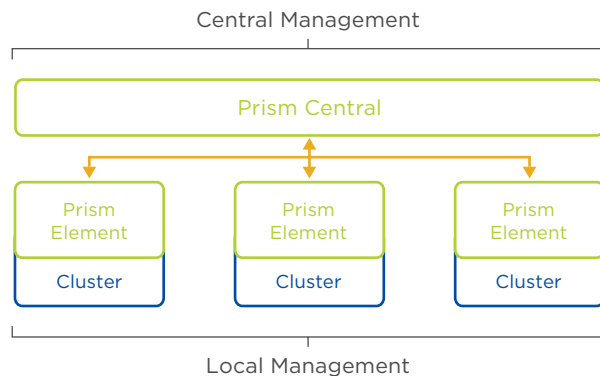 Central Management
Prism Central
Prism
Element
Prism
Element
Prism
Element
Cluster
Cluster
Cluster
Local Management